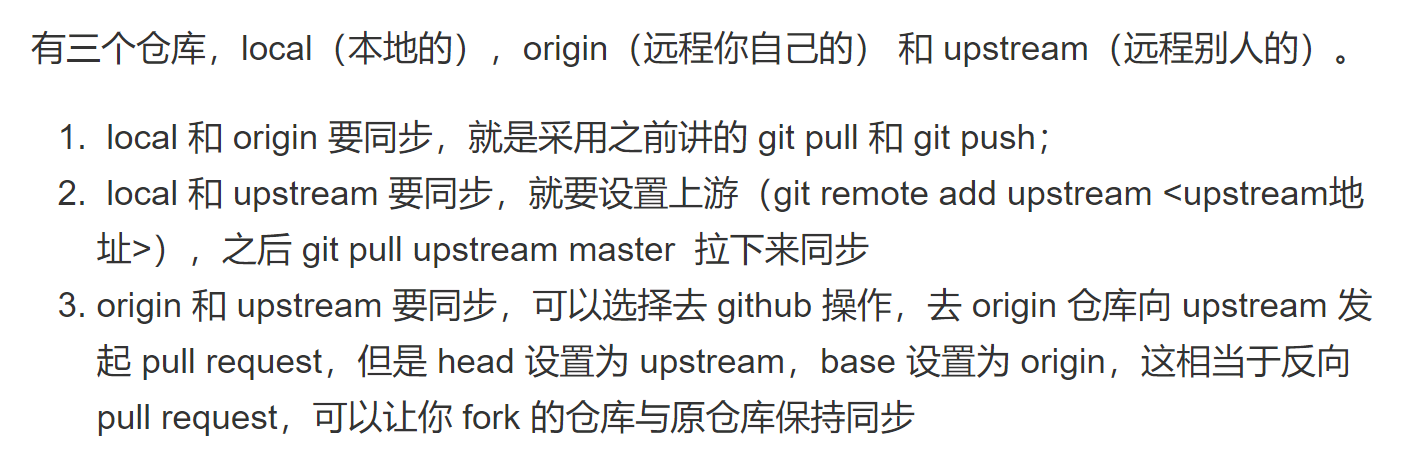 有三个仓库，local（本地的），origin（远程你自己的） 和 upstream（远程别人的）。
1. local 和 origin 要同步，就是采用之前讲的 git pull 和 git push；
2. local 和 upstream 要同步，就要设置上游（git remote add upstream <upstream地
址>），之后 git pull upstream master 拉下来同步
3. origin 和 upstream 要同步，可以选择去 github 操作，去 origin 仓库向 upstream 发
起 pull request，但是 head 设置为 upstream，base 设置为 origin，这相当于反向
pull request，可以让你 fork 的仓库与原仓库保持同步